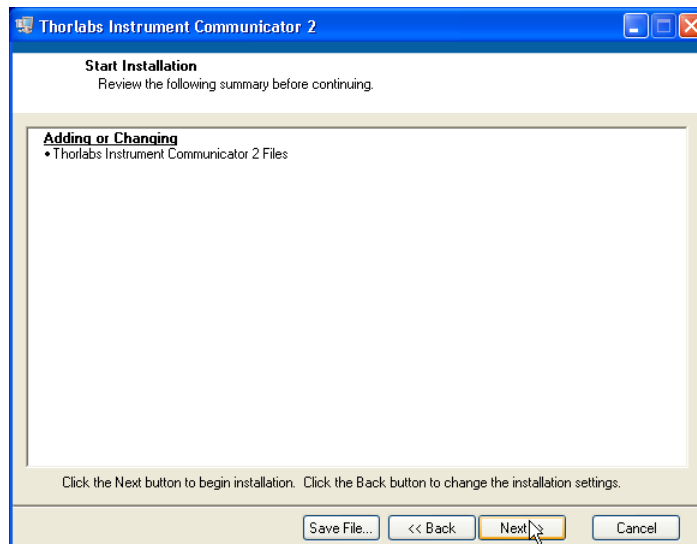 Thorlabs Instrument Communicator 2
Start Installation
Review the following summary before continuing.
Adding or Changing
• Thorlabs Instrument Communicator 2 Files
Click the Next button to begin installation. Click the Back button to change the installation settings.
Save File...
<< Back
Next >>
Cancel